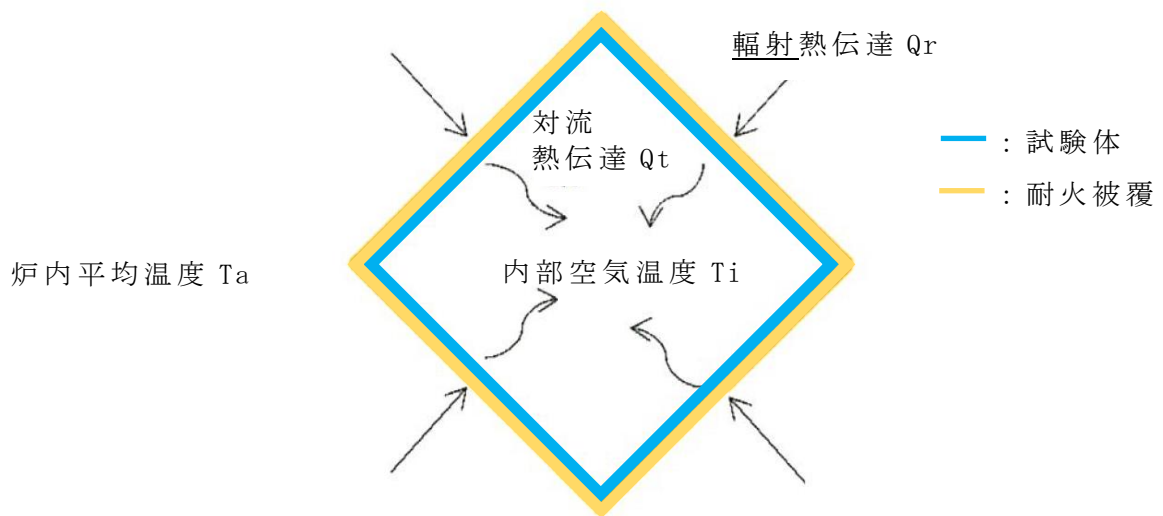 輻射熱伝達 Qr
対流
熱伝達 Qt
：試験体
：耐火被覆
炉内平均温度 Ta
内部空気温度 Ti